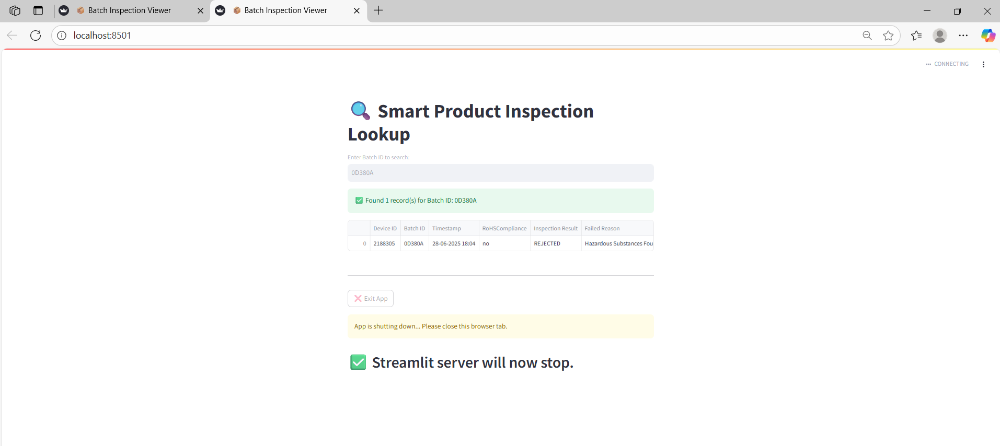 Batch Inspection Viewer
Batch Inspection Viewer
localhost:8501
CONNECTING
Smart Product Inspection
Lookup
Enter Batch ID to search:
0D380A
Found 1 record(s) for Batch ID: 0D380A
Device ID Batch ID Timestamp RoHSCompliance Inspection Result Failed Reason
0 2188305 0D380A 28-06-2025 18:04 no REJECTED Hazardous Substances Fou
Exit App
App is shutting down... Please close this browser tab.
Streamlit server will now stop.